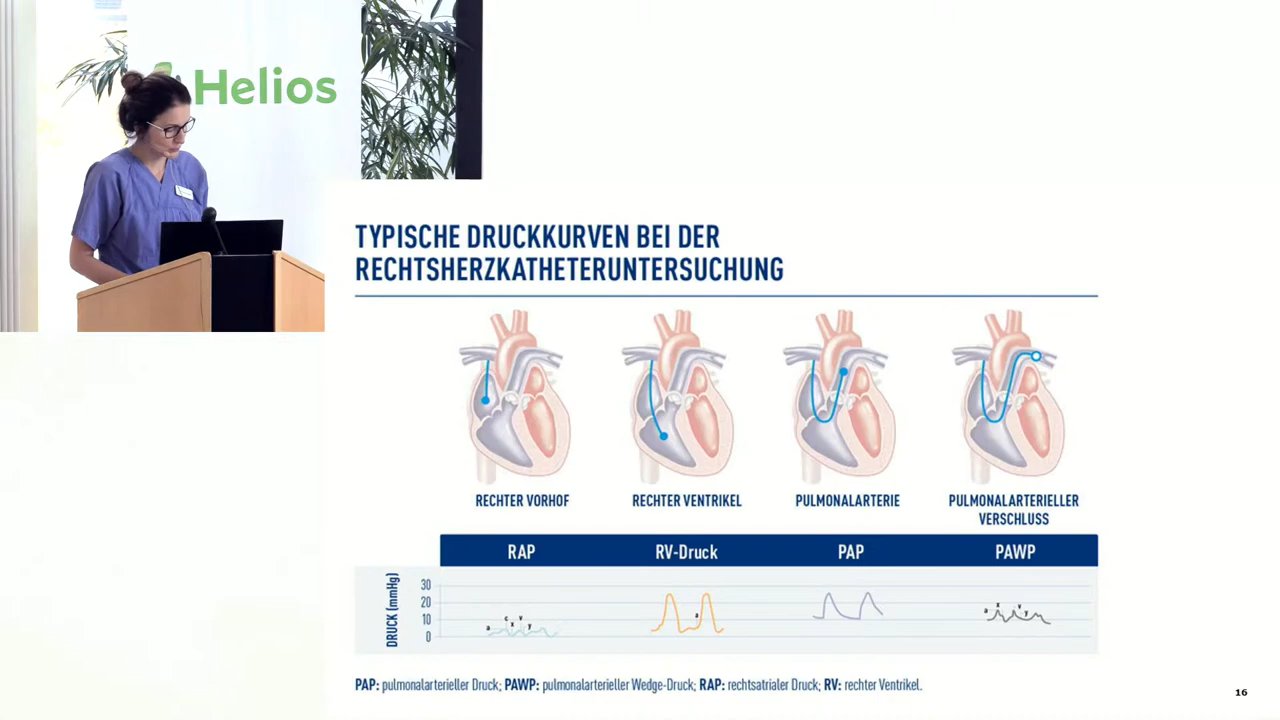 Helios
TYPISCHE DRUCKKURVEN BEI DER
RECHTSHERZKATHETERUNTERSUCHUNG
RECHTER VORHOF
RECHTER VENTRIKEL
PULMONALARTERIE
PULMONALARTERIELLER
VERSCHLUSS
RAP RV-Druck PAP PAWP
DRUCK (mmHg)
30
20
10
0
a c x v y
a
a x v y
PAP: pulmonalarterieller Druck; PAWP: pulmonalarterieller Wedge-Druck; RAP: rechtsatrialer Druck; RV: rechter Ventrikel.
16